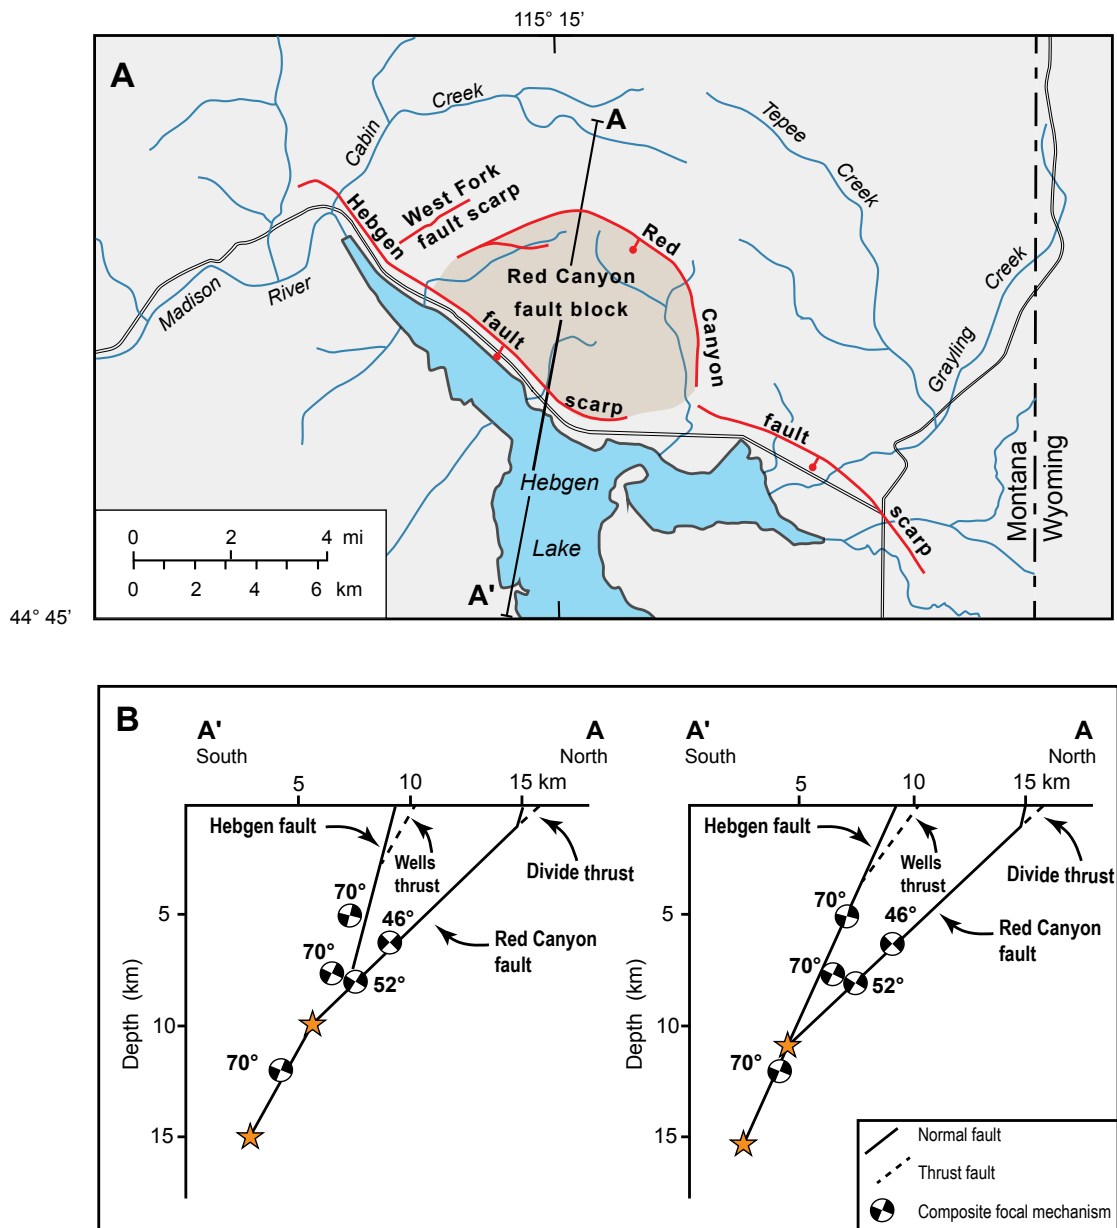 115° 15'
A
Creek
Cabin
A
Tepee
Creek
West Fork
fault scarp
Hebgen
Red
Creek
Madison
River
Red Canyon
fault block
Canyon
fault
Grayling
scarp
fault
Montana
Wyoming
Hebgen
scarp
0 2 4 mi
Lake
0 2 4 6 km
A'
44° 45'
B
A' A
South North
5 10 15 km
Hebgen fault
Wells
thrust
Divide thrust
70°
46°
5
Red Canyon
fault
70°
52°
Depth (km)
10
70°
15
A' A
South North
5 10 15 km
Hebgen fault
Wells
thrust
Divide thrust
70°
46°
5
Red Canyon
fault
70°
52°
Depth (km)
10
70°
15
Normal fault
Thrust fault
Composite focal mechanism